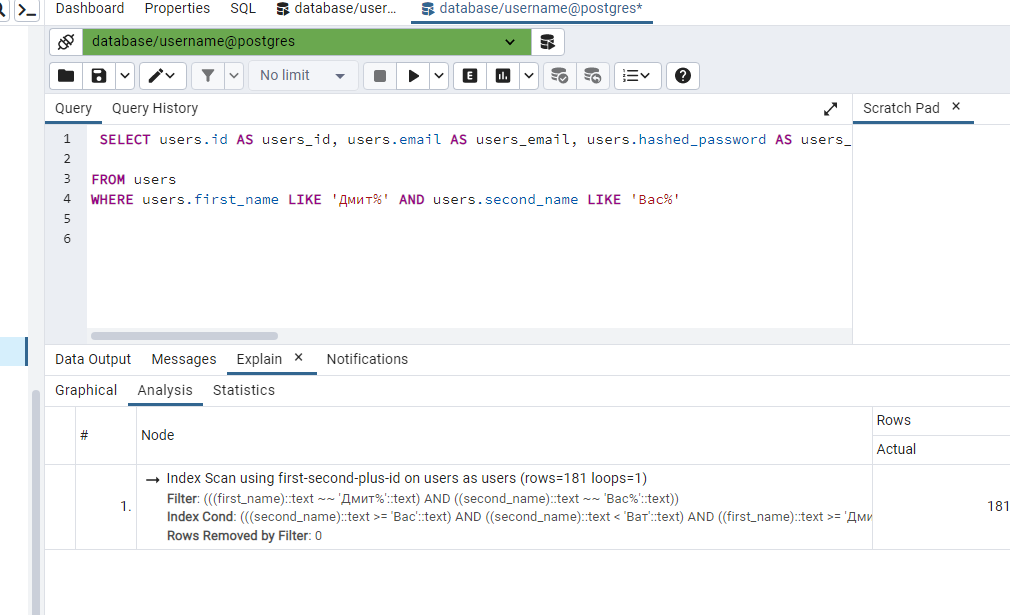 Dashboard Properties SQL database/user... database/username@postgres*
database/username@postgres
No limit
E
Query Query History
Scratch Pad
1 SELECT users.id AS users_id, users.email AS users_email, users.hashed_password AS users_
2
3 FROM users
4 WHERE users.first_name LIKE 'Дмит%' AND users.second_name LIKE 'Вас%'
5
6
Data Output Messages Explain Notifications
Graphical Analysis Statistics
# Node Rows
Actual
1. → Index Scan using first-second-plus-id on users as users (rows=181 loops=1) 181
Filter: (((first_name)::text ~~ 'Дмит%'::text) AND ((second_name)::text ~~ 'Вас%'::text))
Index Cond: (((second_name)::text >= 'Вас'::text) AND ((second_name)::text < 'Ват'::text) AND ((first_name)::text >= 'Дми
Rows Removed by Filter: 0